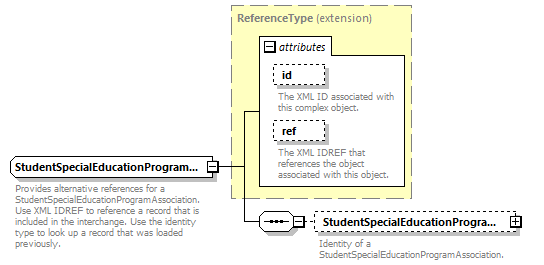 ReferenceType (extension)
attributes
id
The XML ID associated with
this complex object.
ref
The XML IDREF that
references the object
associated with this object.
StudentSpecialEducationProgram...
Provides alternative references for a
StudentSpecialEducationProgramAssociation.
Use XML IDREF to reference a record that is
included in the interchange. Use the identity
type to look up a record that was loaded
previously.
StudentSpecialEducationProgra...
Identity of a
StudentSpecialEducationProgramAssociation.